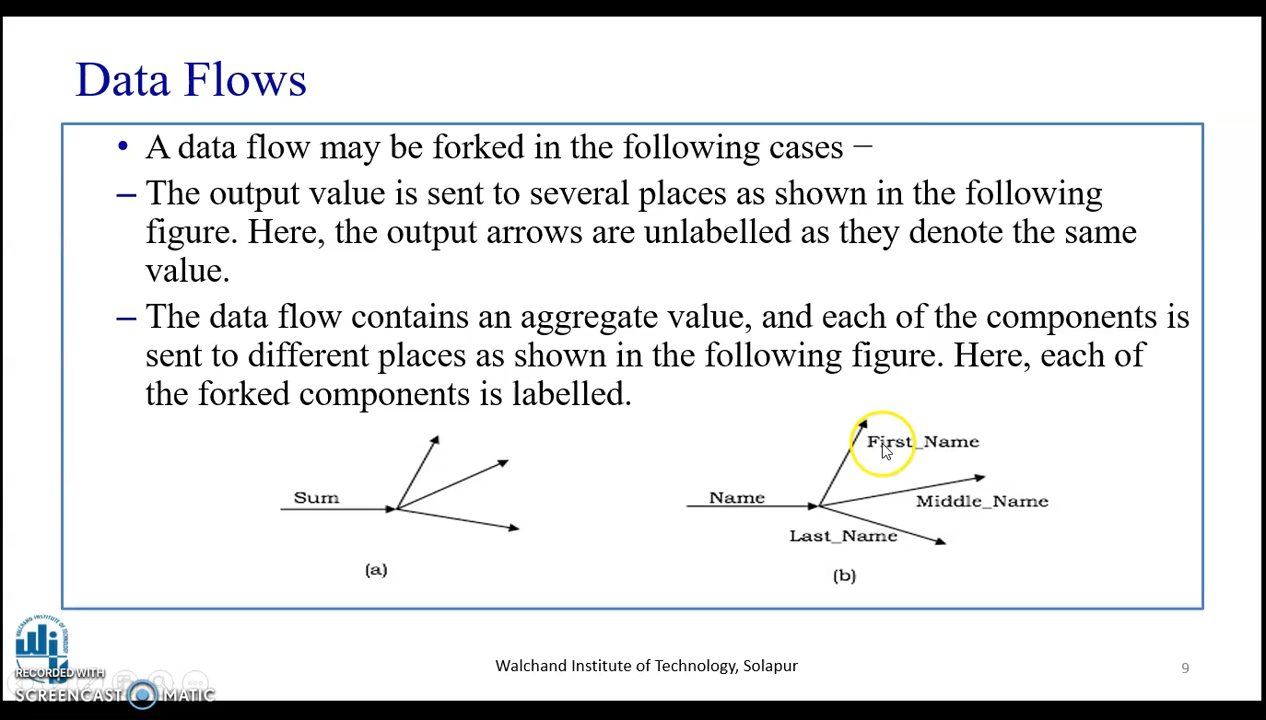 Data Flows
• A data flow may be forked in the following cases −
– The output value is sent to several places as shown in the following
figure. Here, the output arrows are unlabelled as they denote the same
value.
– The data flow contains an aggregate value, and each of the components is
sent to different places as shown in the following figure. Here, each of
the forked components is labelled.
Sum
(a)
Name
First_Name
Middle_Name
Last_Name
(b)
RECORDED WITH
SCREENCAST MATIC
Walchand Institute of Technology, Solapur
9